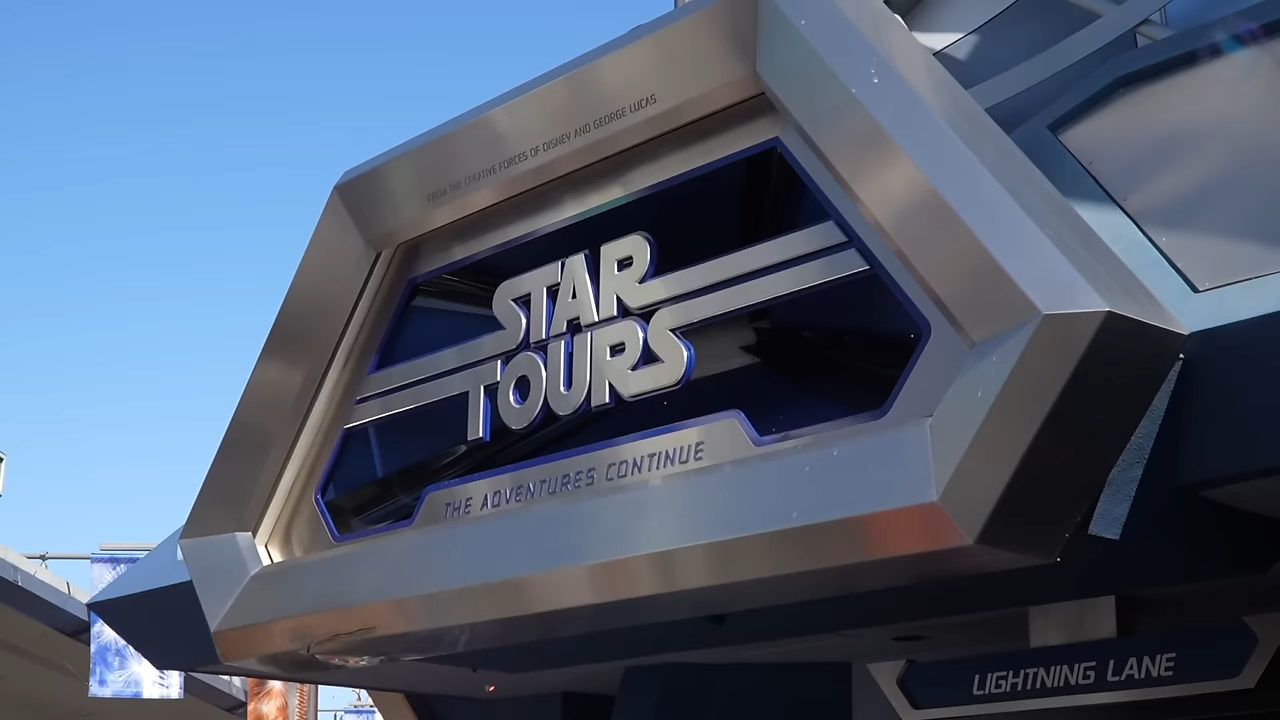 FROM THE CREATIVE FORCES OF DISNEY AND GEORGE LUCAS
STAR
TOURS
THE ADVENTURES CONTINUE
LIGHTNING LANE